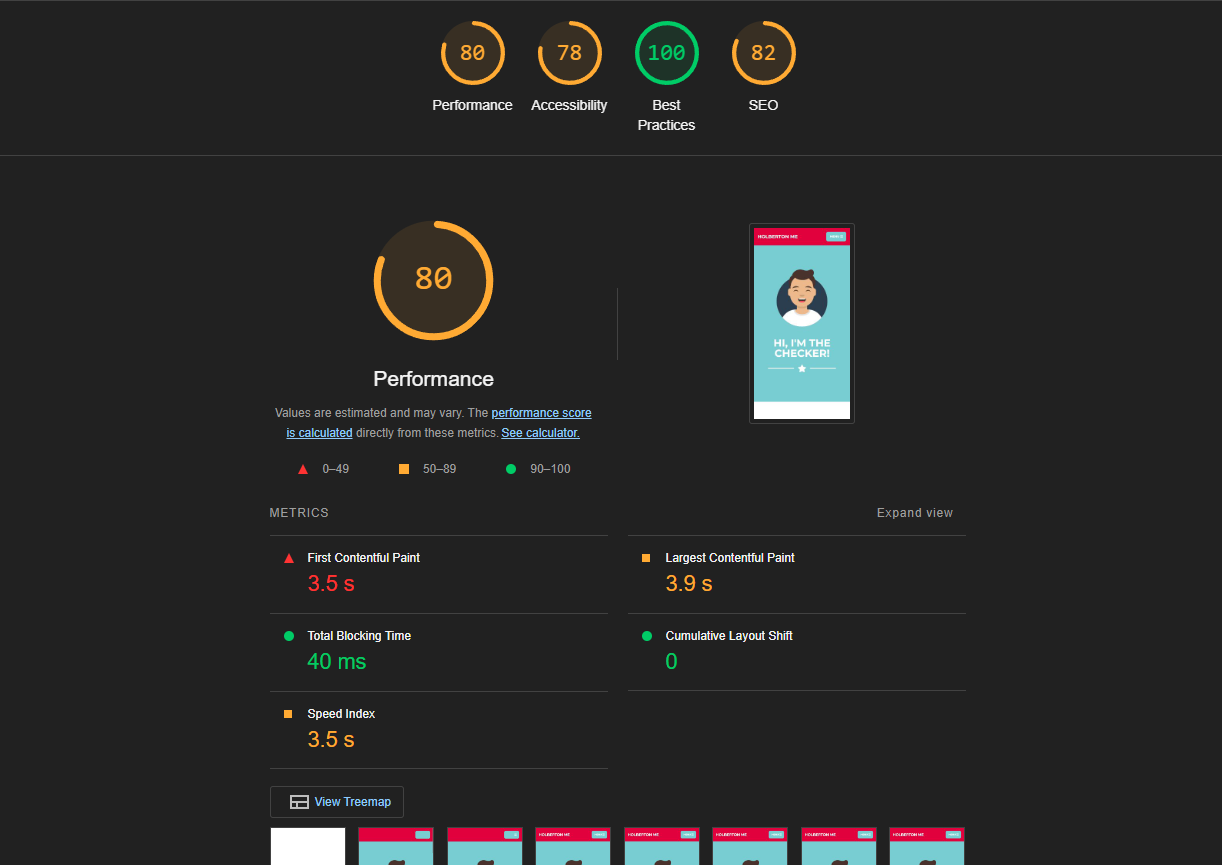 80
78
100
82
Performance
Accessibility
Best
Practices
SEO
80
HOLBERTON ME
HI, I'M THE
CHECKER!
Performance
Values are estimated and may vary. The performance score
is calculated directly from these metrics. See calculator.
0–49
50–89
90–100
METRICS
Expand view
First Contentful Paint
3.5 s
Largest Contentful Paint
3.9 s
Total Blocking Time
40 ms
Cumulative Layout Shift
0
Speed Index
3.5 s
View Treemap
HOLBERTON ME
HOLBERTON ME
HOLBERTON ME
HOLBERTON ME
HOLBERTON ME